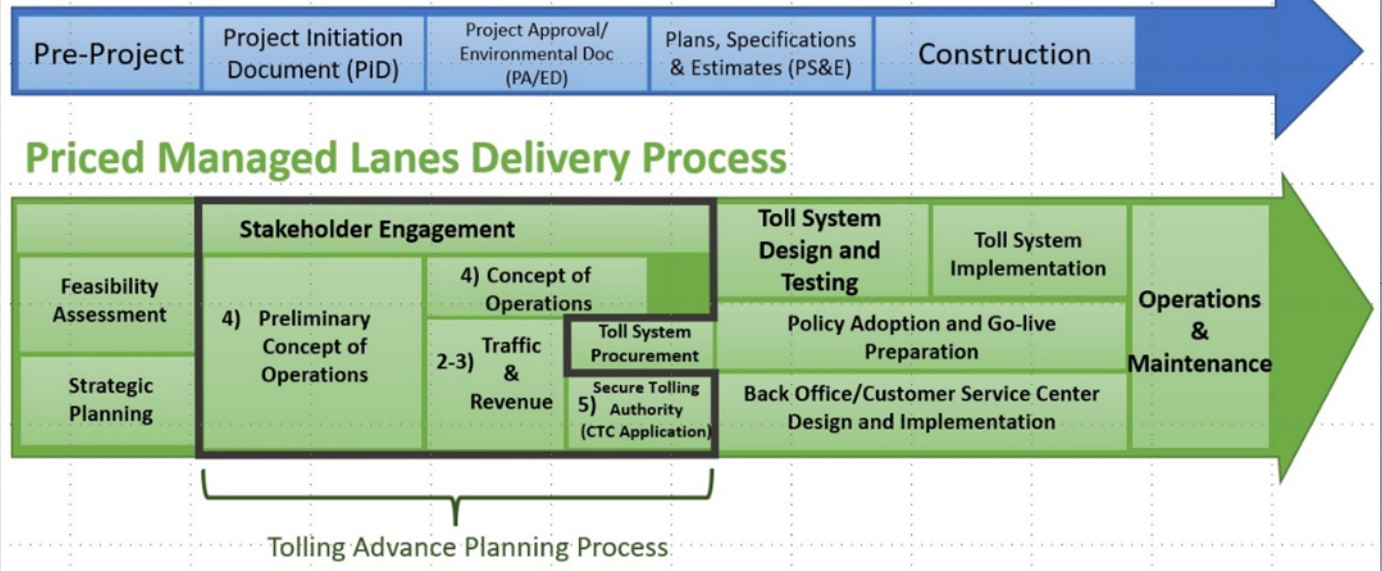 Pre-Project
Project Initiation
Document (PID)
Project Approval/
Environmental Doc
(PA/ED)
Plans, Specifications
& Estimates (PS&E)
Construction
Priced Managed Lanes Delivery Process
Stakeholder Engagement
Feasibility
Assessment
Strategic
Planning
4) Preliminary
Concept of
Operations
4) Concept of
Operations
2-3) Traffic
&
Revenue
Toll System
Procurement
5) Secure Tolling
Authority
(CTC Application)
Toll System
Design and
Testing
Toll System
Implementation
Policy Adoption and Go-live
Preparation
Back Office/Customer Service Center
Design and Implementation
Operations
&
Maintenance
Tolling Advance Planning Process